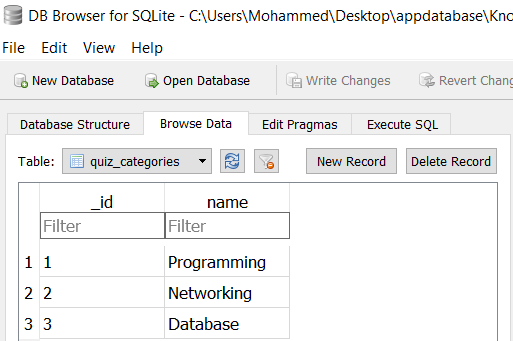 DB Browser for SQLite - C:\Users\Mohammed\Desktop\appdatabase\Kno
File Edit View Help
New Database Open Database Write Changes Revert Chang
Database Structure Browse Data Edit Pragmas Execute SQL
Table: quiz_categories New Record Delete Record
_id name
Filter Filter
1 1 Programming
2 2 Networking
3 3 Database